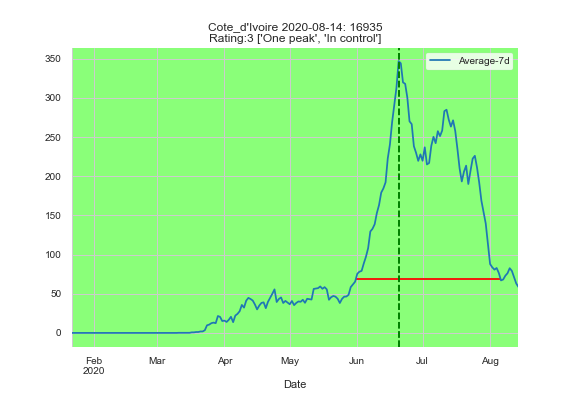 Cote_d'Ivoire 2020-08-14: 16935
Rating:3 ['One peak', 'In control']
Average-7d
350
300
250
200
150
100
50
0
Feb Mar Apr May Jun Jul Aug
2020
Date